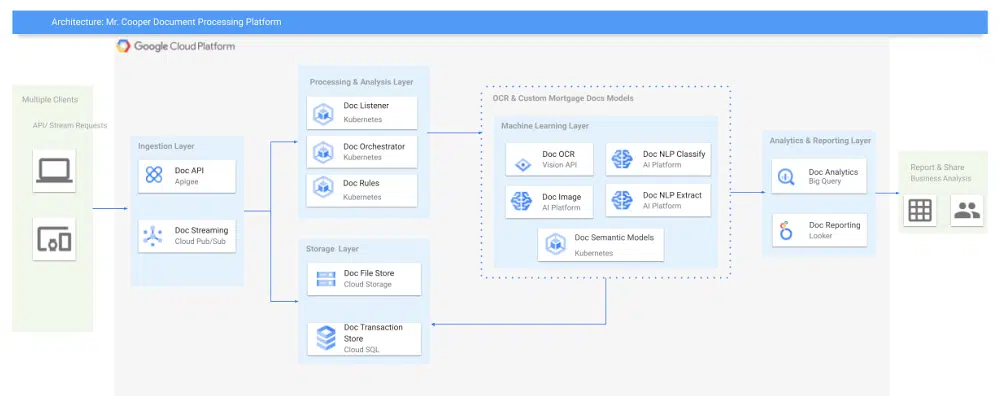 Architecture: Mr. Cooper Document Processing Platform
Google Cloud Platform
Multiple Clients
API/ Stream Requests
Ingestion Layer
Doc API
Apigee
Doc Streaming
Cloud Pub/Sub
Processing & Analysis Layer
Doc Listener
Kubernetes
Doc Orchestrator
Kubernetes
Doc Rules
Kubernetes
Storage Layer
Doc File Store
Cloud Storage
Doc Transaction
Store
Cloud SQL
OCR & Custom Mortgage Docs Models
Machine Learning Layer
Doc OCR
Vision API
Doc NLP Classify
AI Platform
Doc Image
AI Platform
Doc NLP Extract
AI Platform
Doc Semantic Models
Kubernetes
Analytics & Reporting Layer
Doc Analytics
Big Query
Doc Reporting
Looker
Report & Share
Business Analysis